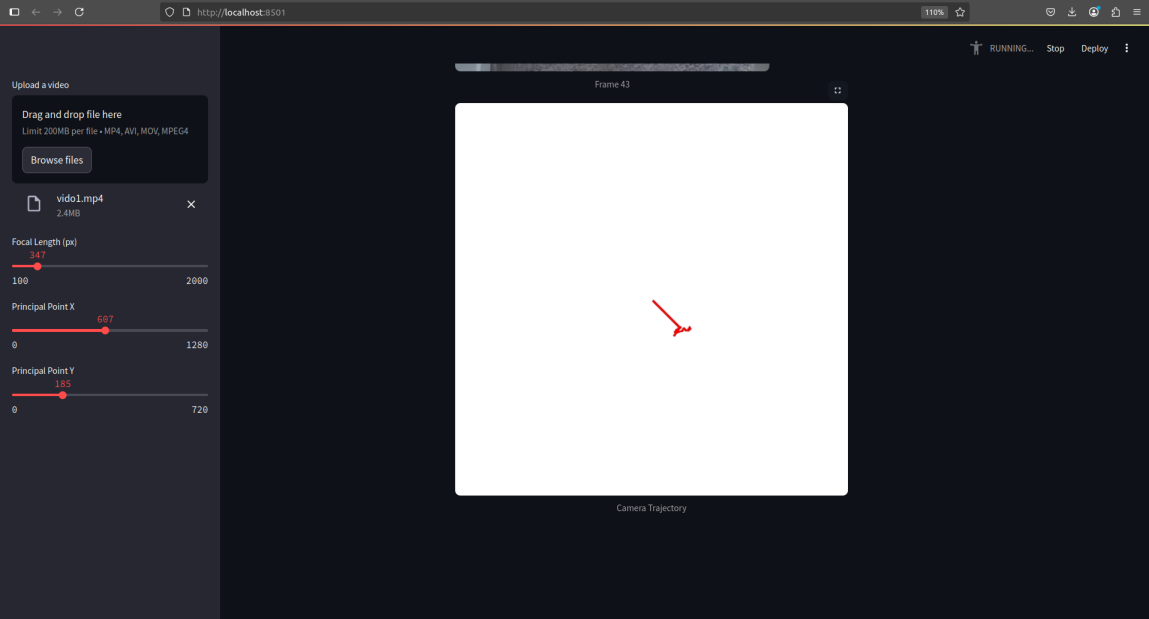 http://localhost:8501
110%
RUNNING...
Stop
Deploy
Upload a video
Drag and drop file here
Limit 200MB per file • MP4, AVI, MOV, MPEG4
Browse files
vido1.mp4
2.4MB
Focal Length (px)
347
100 2000
Principal Point X
607
0 1280
Principal Point Y
185
0 720
Frame 43
Camera Trajectory